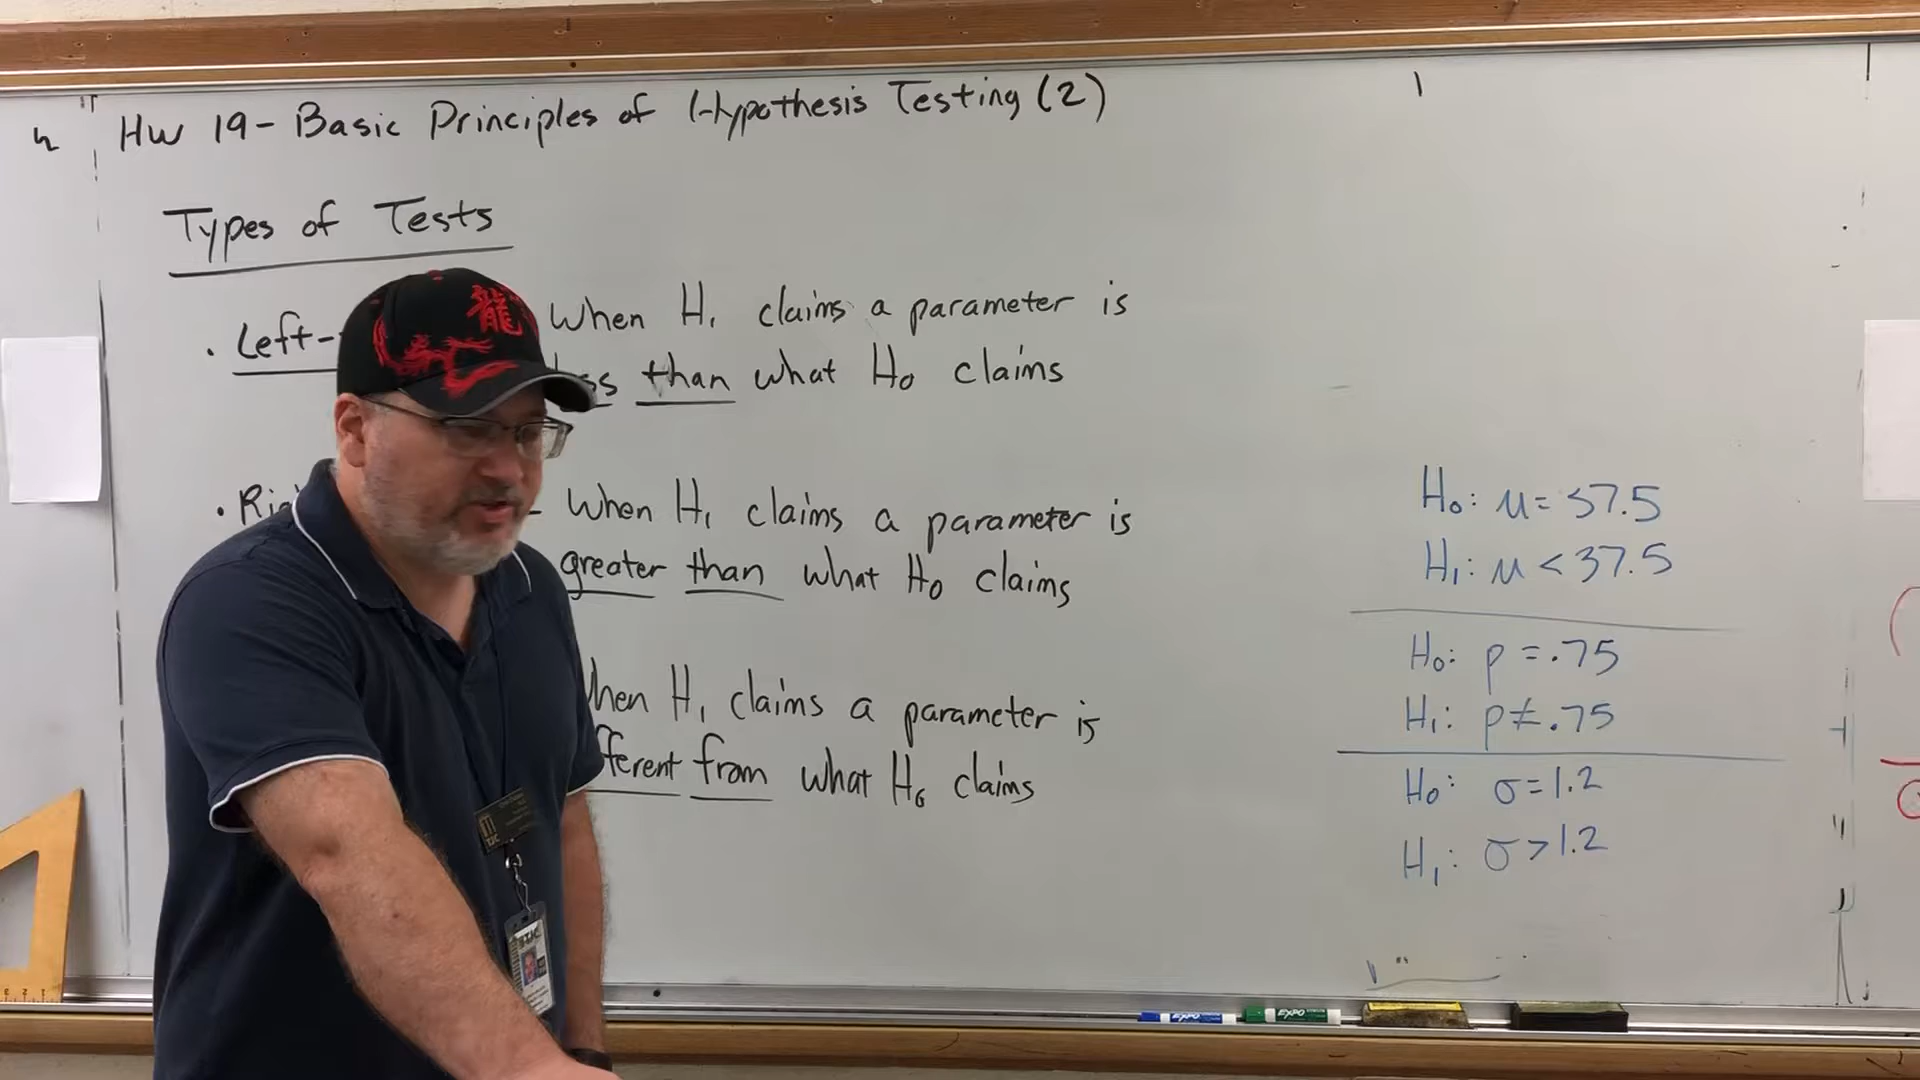 HW 19 - Basic Principles of Hypothesis Testing (2)
Types of Tests
· Left-
When H₁ claims a parameter is
than what H₀ claims
When H₁ claims a parameter is
greater than what H₀ claims
H₁ claims a parameter is
from what H₀ claims
H₀: μ = 37.5
H₁: μ < 37.5
H₀: p = .75
H₁: p ≠ .75
H₀: σ = 1.2
H₁: σ > 1.2
龍
TJC
EXPO
EXPO